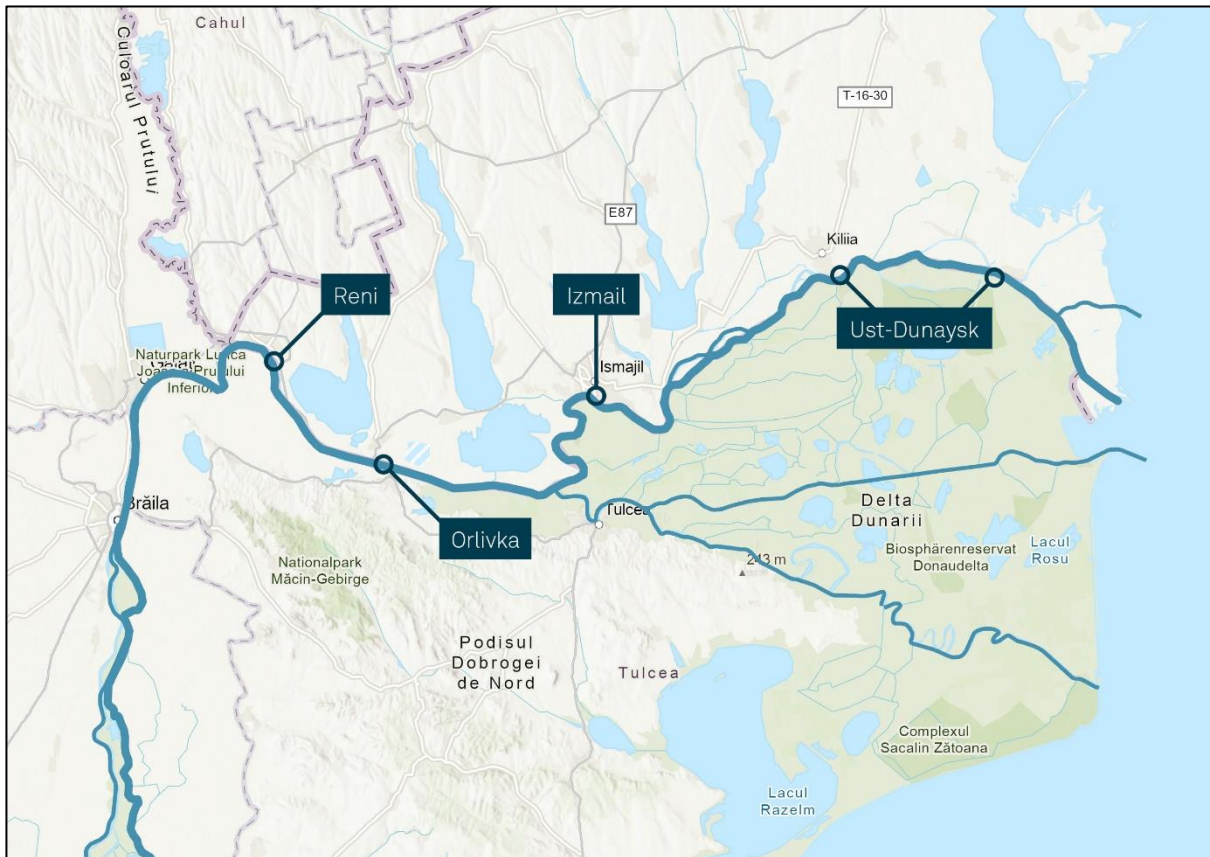 Cahul
Culoarul Prutului
T-16-30
E87
Kiliia
Reni
Izmail
Ust-Dunaysk
Naturpark Lunca
Joasă a Prutului
Inferior
Ismajil
Brăila
Orlivka
Tulcea
Delta
Dunarii
Nationalpark
Măcin-Gebirge
243 m
Biosphärenreservat
Donaudelta
Lacul
Rosu
Podisul
Dobrogei
de Nord
Tulcea
Complexul
Sacalin Zătoana
Lacul
Razelm